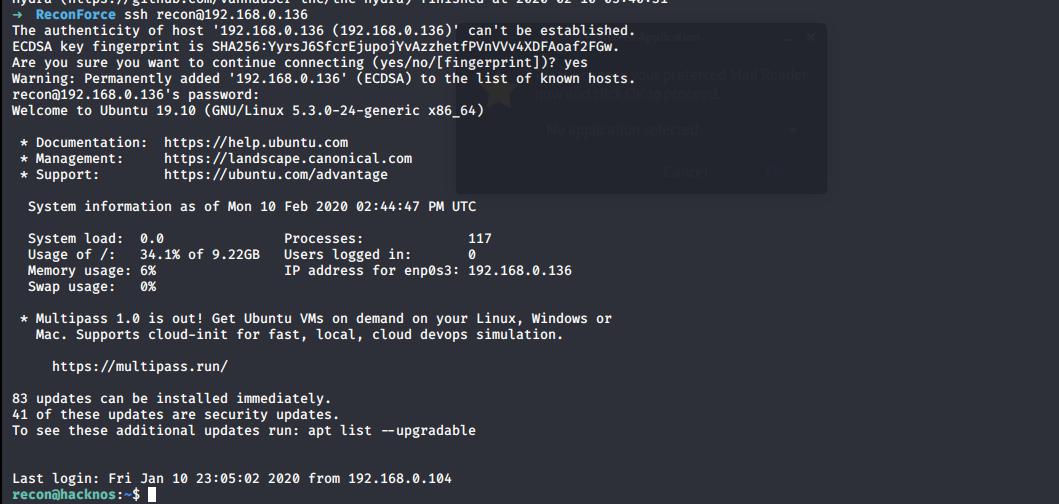 hydra (https://github.com/vanhauser-thc/thc-hydra) finished at 2020-02-10
→ ReconForce ssh recon@192.168.0.136
The authenticity of host '192.168.0.136 (192.168.0.136)' can't be established.
ECDSA key fingerprint is SHA256:YyrsJ6SfcrEjupojYvAzzhetfPVnVVv4XDFAoaf2FGw.
Are you sure you want to continue connecting (yes/no/[fingerprint])? yes
Warning: Permanently added '192.168.0.136' (ECDSA) to the list of known hosts.
recon@192.168.0.136's password:
Welcome to Ubuntu 19.10 (GNU/Linux 5.3.0-24-generic x86_64)
No application selected
* Documentation: https://help.ubuntu.com
* Management: https://landscape.canonical.com
* Support: https://ubuntu.com/advantage
Cancel
System information as of Mon 10 Feb 2020 02:44:47 PM UTC
System load: 0.0 Processes: 117
Usage of /: 34.1% of 9.22GB Users logged in: 0
Memory usage: 6% IP address for enp0s3: 192.168.0.136
Swap usage: 0%
* Multipass 1.0 is out! Get Ubuntu VMs on demand on your Linux, Windows or
Mac. Supports cloud-init for fast, local, cloud devops simulation.
https://multipass.run/
83 updates can be installed immediately.
41 of these updates are security updates.
To see these additional updates run: apt list --upgradable
Last login: Fri Jan 10 23:05:02 2020 from 192.168.0.104
recon@hacknos:~$